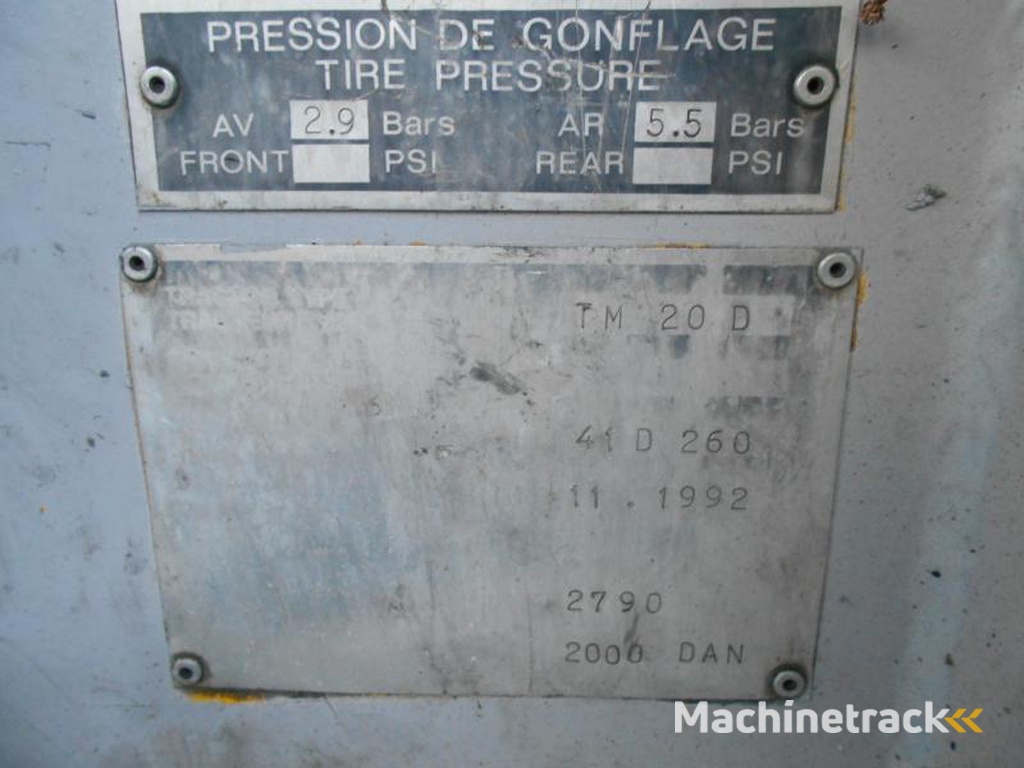 PRESSION DE GONFLAGE
TIRE PRESSURE
AV 2.9 Bars AR 5.5 Bars
FRONT PSI REAR PSI
TM 20 D
41 D 260
11 . 1992
2790
2000 DAN
Machinetrack